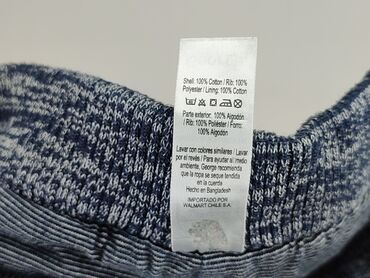 Shell: 100% Cotton / Rib: 100%
Polyester / Lining: 100% Cotton
Parte exterior: 100% Algodón
/ Rib: 100% Poliéster / Forro:
100% Algodón
Lavar con colores similares / Lavar
por el revés / Para ayudar al medio
ambiente, George recomienda
que la ropa se seque tendida
en la cuerda
Hecho en Bangladesh
IMPORTADO POR
WALMART CHILE S.A.